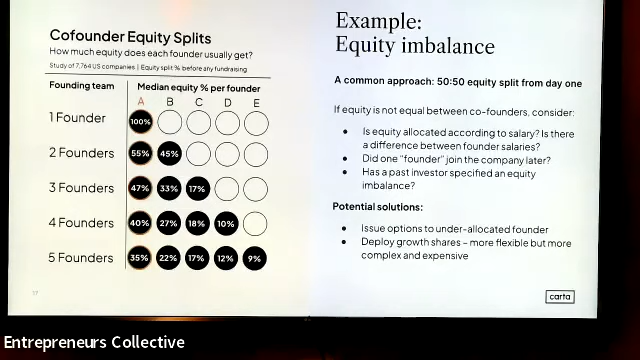 Cofounder Equity Splits
How much equity does each founder usually get?
Study of 7,764 US companies | Equity split % before any fundraising
Founding team
Median equity % per founder
A B C D E
1 Founder 100%
2 Founders 55% 45%
3 Founders 47% 33% 17%
4 Founders 40% 27% 18% 10%
5 Founders 35% 22% 17% 12% 9%
Example:
Equity imbalance
A common approach: 50:50 equity split from day one
If equity is not equal between co-founders, consider:
● Is equity allocated according to salary? Is there
a difference between founder salaries?
● Did one "founder" join the company later?
● Has a past investor specified an equity
imbalance?
Potential solutions:
● Issue options to under-allocated founder
● Deploy growth shares – more flexible but more
complex and expensive
carta
Entrepreneurs Collective